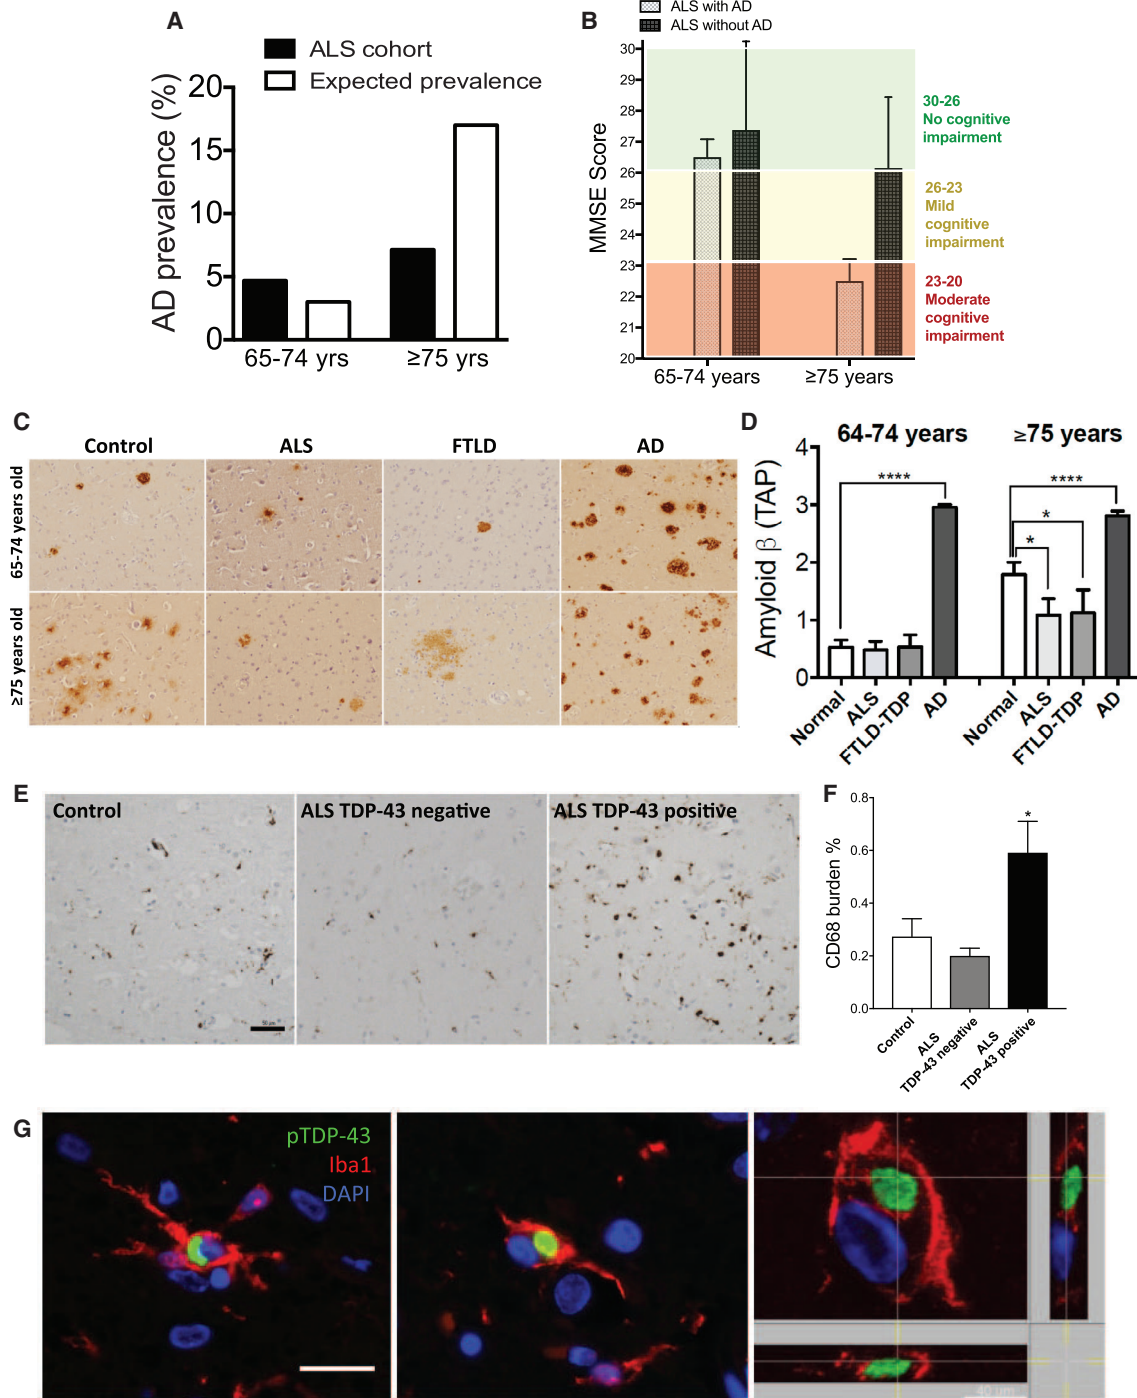 A
ALS cohort
Expected prevalence
AD prevalence (%)
20
15
10
5
0
65-74 yrs
≥75 yrs
B
ALS with AD
ALS without AD
MMSE Score
30
29
28
27
26
25
24
23
22
21
20
65-74 years
≥75 years
30-26
No cognitive
impairment
26-23
Mild
cognitive
impairment
23-20
Moderate
cognitive
impairment
C
Control
ALS
FTLD
AD
65-74 years old
≥75 years old
D
64-74 years
≥75 years
Amyloid β (TAP)
4
3
2
1
0
****
****
*
*
Normal
ALS
FTLD-TDP
AD
Normal
ALS
FTLD-TDP
AD
E
Control
ALS TDP-43 negative
ALS TDP-43 positive
50 µm
F
CD68 burden %
0.8
0.6
0.4
0.2
0.0
*
Control
ALS
TDP-43 negative
ALS
TDP-43 positive
G
pTDP-43
Iba1
DAPI
40 µm